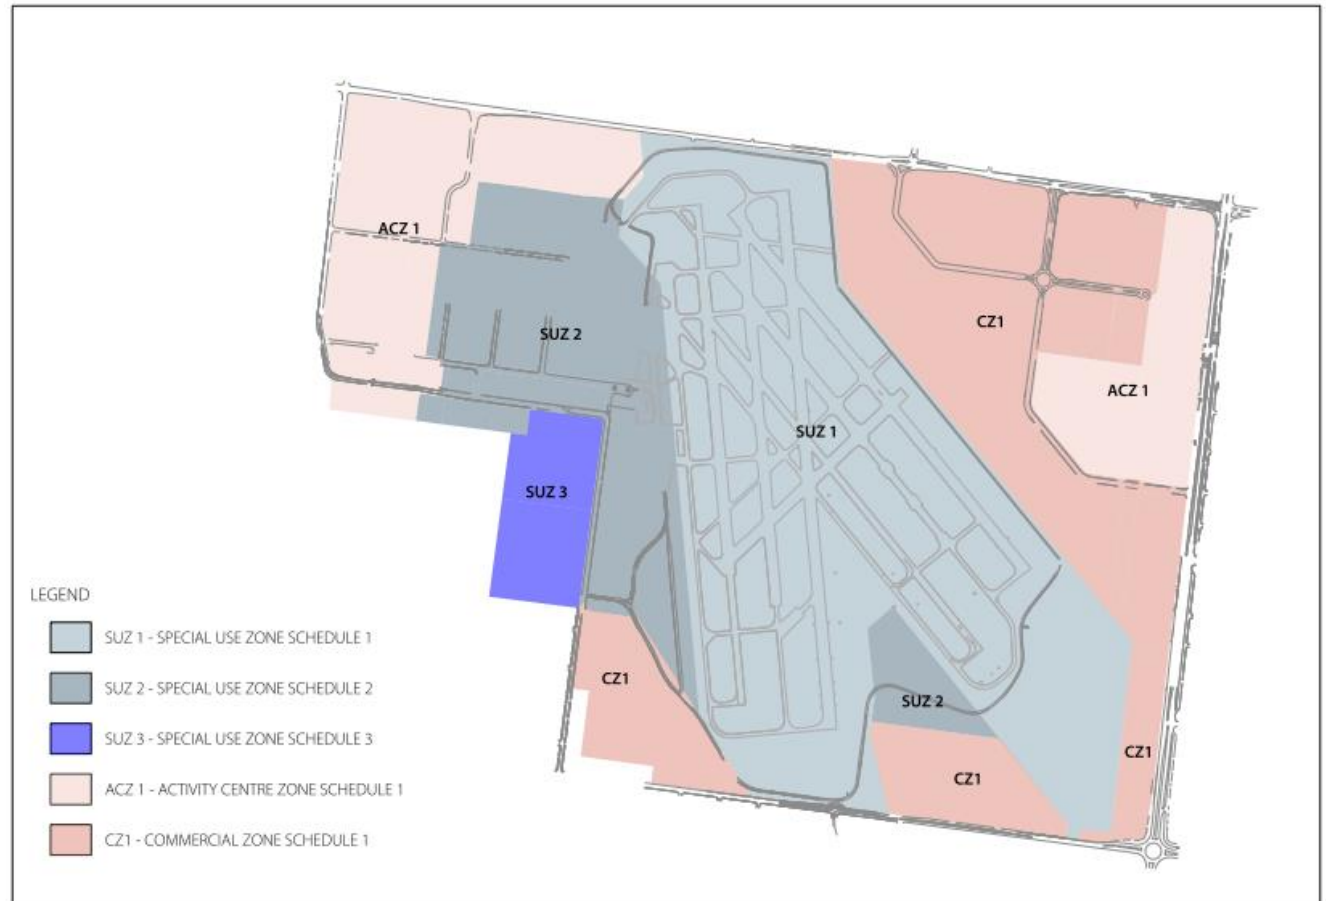 ACZ 1
SUZ 2
CZ1
ACZ 1
SUZ 1
SUZ 3
CZ1
SUZ 2
CZ1
CZ1
LEGEND
SUZ 1 - SPECIAL USE ZONE SCHEDULE 1
SUZ 2 - SPECIAL USE ZONE SCHEDULE 2
SUZ 3 - SPECIAL USE ZONE SCHEDULE 3
ACZ 1 - ACTIVITY CENTRE ZONE SCHEDULE 1
CZ1 - COMMERCIAL ZONE SCHEDULE 1